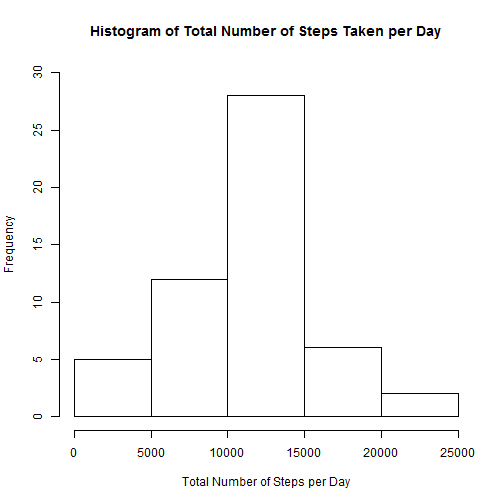 Histogram of Total Number of Steps Taken per Day
Frequency
30
25
20
15
10
5
0
0 5000 10000 15000 20000 25000
Total Number of Steps per Day